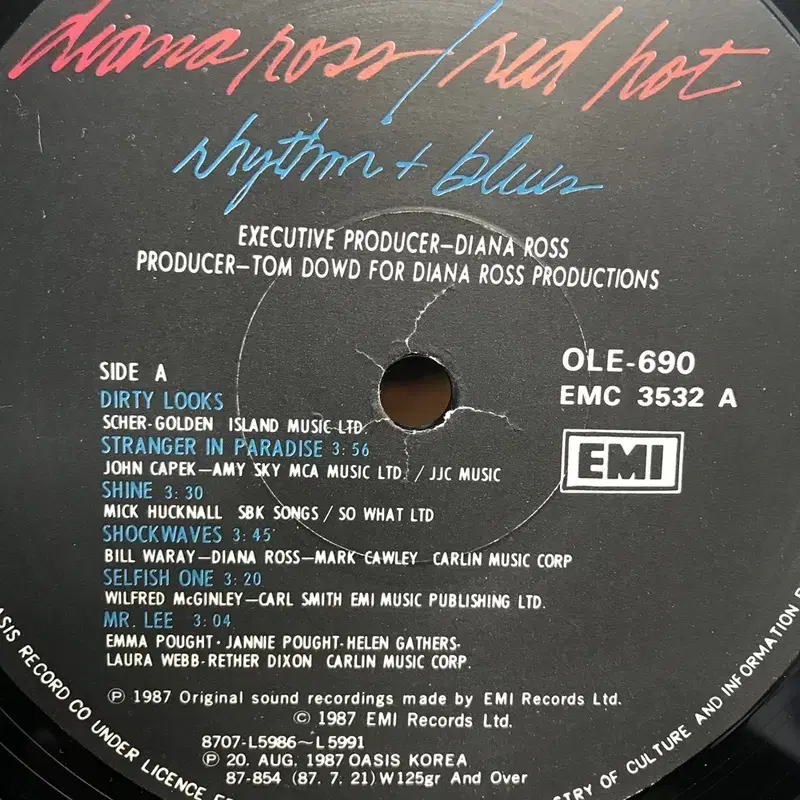 diana ross / red hot
rhythm + blues
EXECUTIVE PRODUCER—DIANA ROSS
PRODUCER—TOM DOWD FOR DIANA ROSS PRODUCTIONS
SIDE A
OLE-690
EMC 3532 A
EMI
DIRTY LOOKS
SCHER-GOLDEN ISLAND MUSIC LTD
STRANGER IN PARADISE 3:56
JOHN CAPEK—AMY SKY MCA MUSIC LTD. / JJC MUSIC
SHINE 3:30
MICK HUCKNALL SBK SONGS / SO WHAT LTD
SHOCKWAVES 3:45
BILL WARAY—DIANA ROSS—MARK CAWLEY CARLIN MUSIC CORP
SELFISH ONE 3:20
WILFRED McGINLEY—CARL SMITH EMI MUSIC PUBLISHING LTD.
MR. LEE 3:04
EMMA POUGHT・JANNIE POUGHT-HELEN GATHERS-
LAURA WEBB-RETHER DIXON CARLIN MUSIC CORP.
Ⓟ 1987 Original sound recordings made by EMI Records Ltd.
© 1987 EMI Records Ltd.
8707-L5986~L5991
Ⓟ 20. AUG. 1987 OASIS KOREA
87-854 (87. 7. 21) W125gr And Over
RECORD CO UNDER LICENCE
OF CULTURE AND INFORMATION